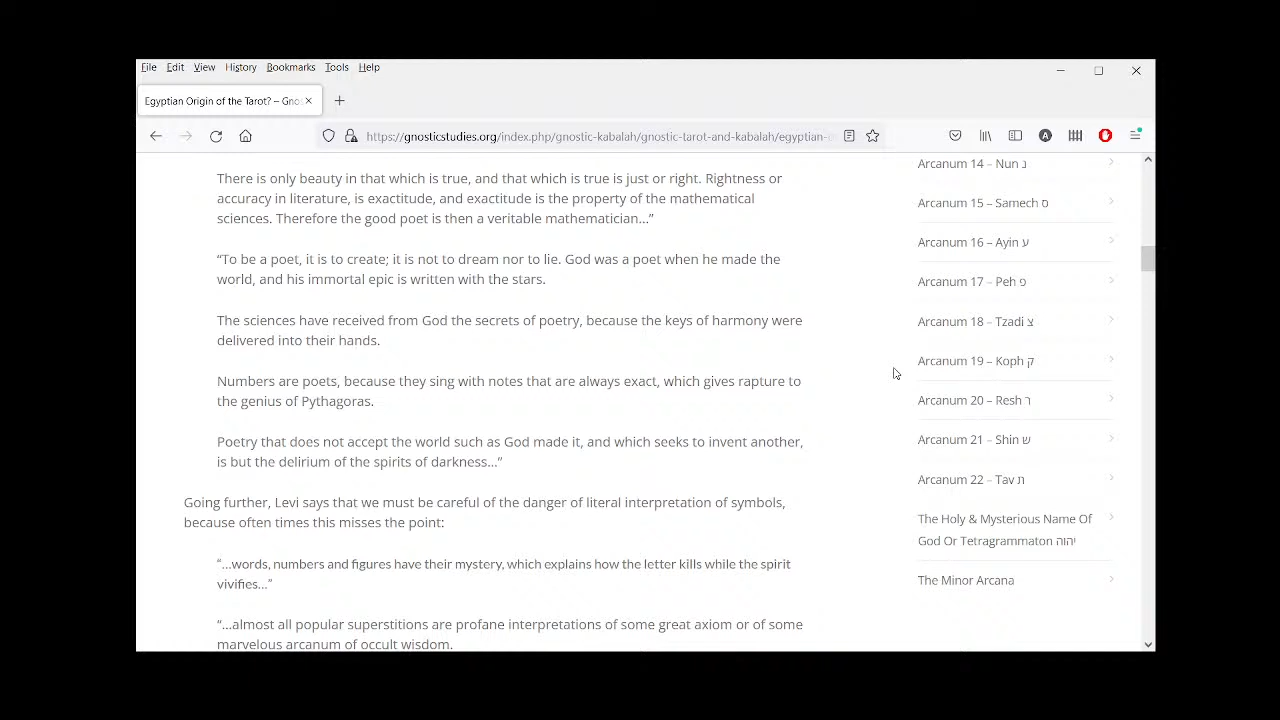 File Edit View History Bookmarks Tools Help
Egyptian Origin of the Tarot? – Gno
https://gnosticstudies.org/index.php/gnostic-kabalah/gnostic-tarot-and-kabalah/egyptian-
There is only beauty in that which is true, and that which is true is just or right. Rightness or
accuracy in literature, is exactitude, and exactitude is the property of the mathematical
sciences. Therefore the good poet is then a veritable mathematician…”
“To be a poet, it is to create; it is not to dream nor to lie. God was a poet when he made the
world, and his immortal epic is written with the stars.
The sciences have received from God the secrets of poetry, because the keys of harmony were
delivered into their hands.
Numbers are poets, because they sing with notes that are always exact, which gives rapture to
the genius of Pythagoras.
Poetry that does not accept the world such as God made it, and which seeks to invent another,
is but the delirium of the spirits of darkness…”
Going further, Levi says that we must be careful of the danger of literal interpretation of symbols,
because often times this misses the point:
“…words, numbers and figures have their mystery, which explains how the letter kills while the spirit
vivifies…”
“…almost all popular superstitions are profane interpretations of some great axiom or of some
marvelous arcanum of occult wisdom.
Arcanum 14 – Nun נ
Arcanum 15 – Samech ס
Arcanum 16 – Ayin ע
Arcanum 17 – Peh פ
Arcanum 18 – Tzadi צ
Arcanum 19 – Koph ק
Arcanum 20 – Resh ר
Arcanum 21 – Shin ש
Arcanum 22 – Tav ת
The Holy & Mysterious Name Of
God Or Tetragrammaton יהוה
The Minor Arcana